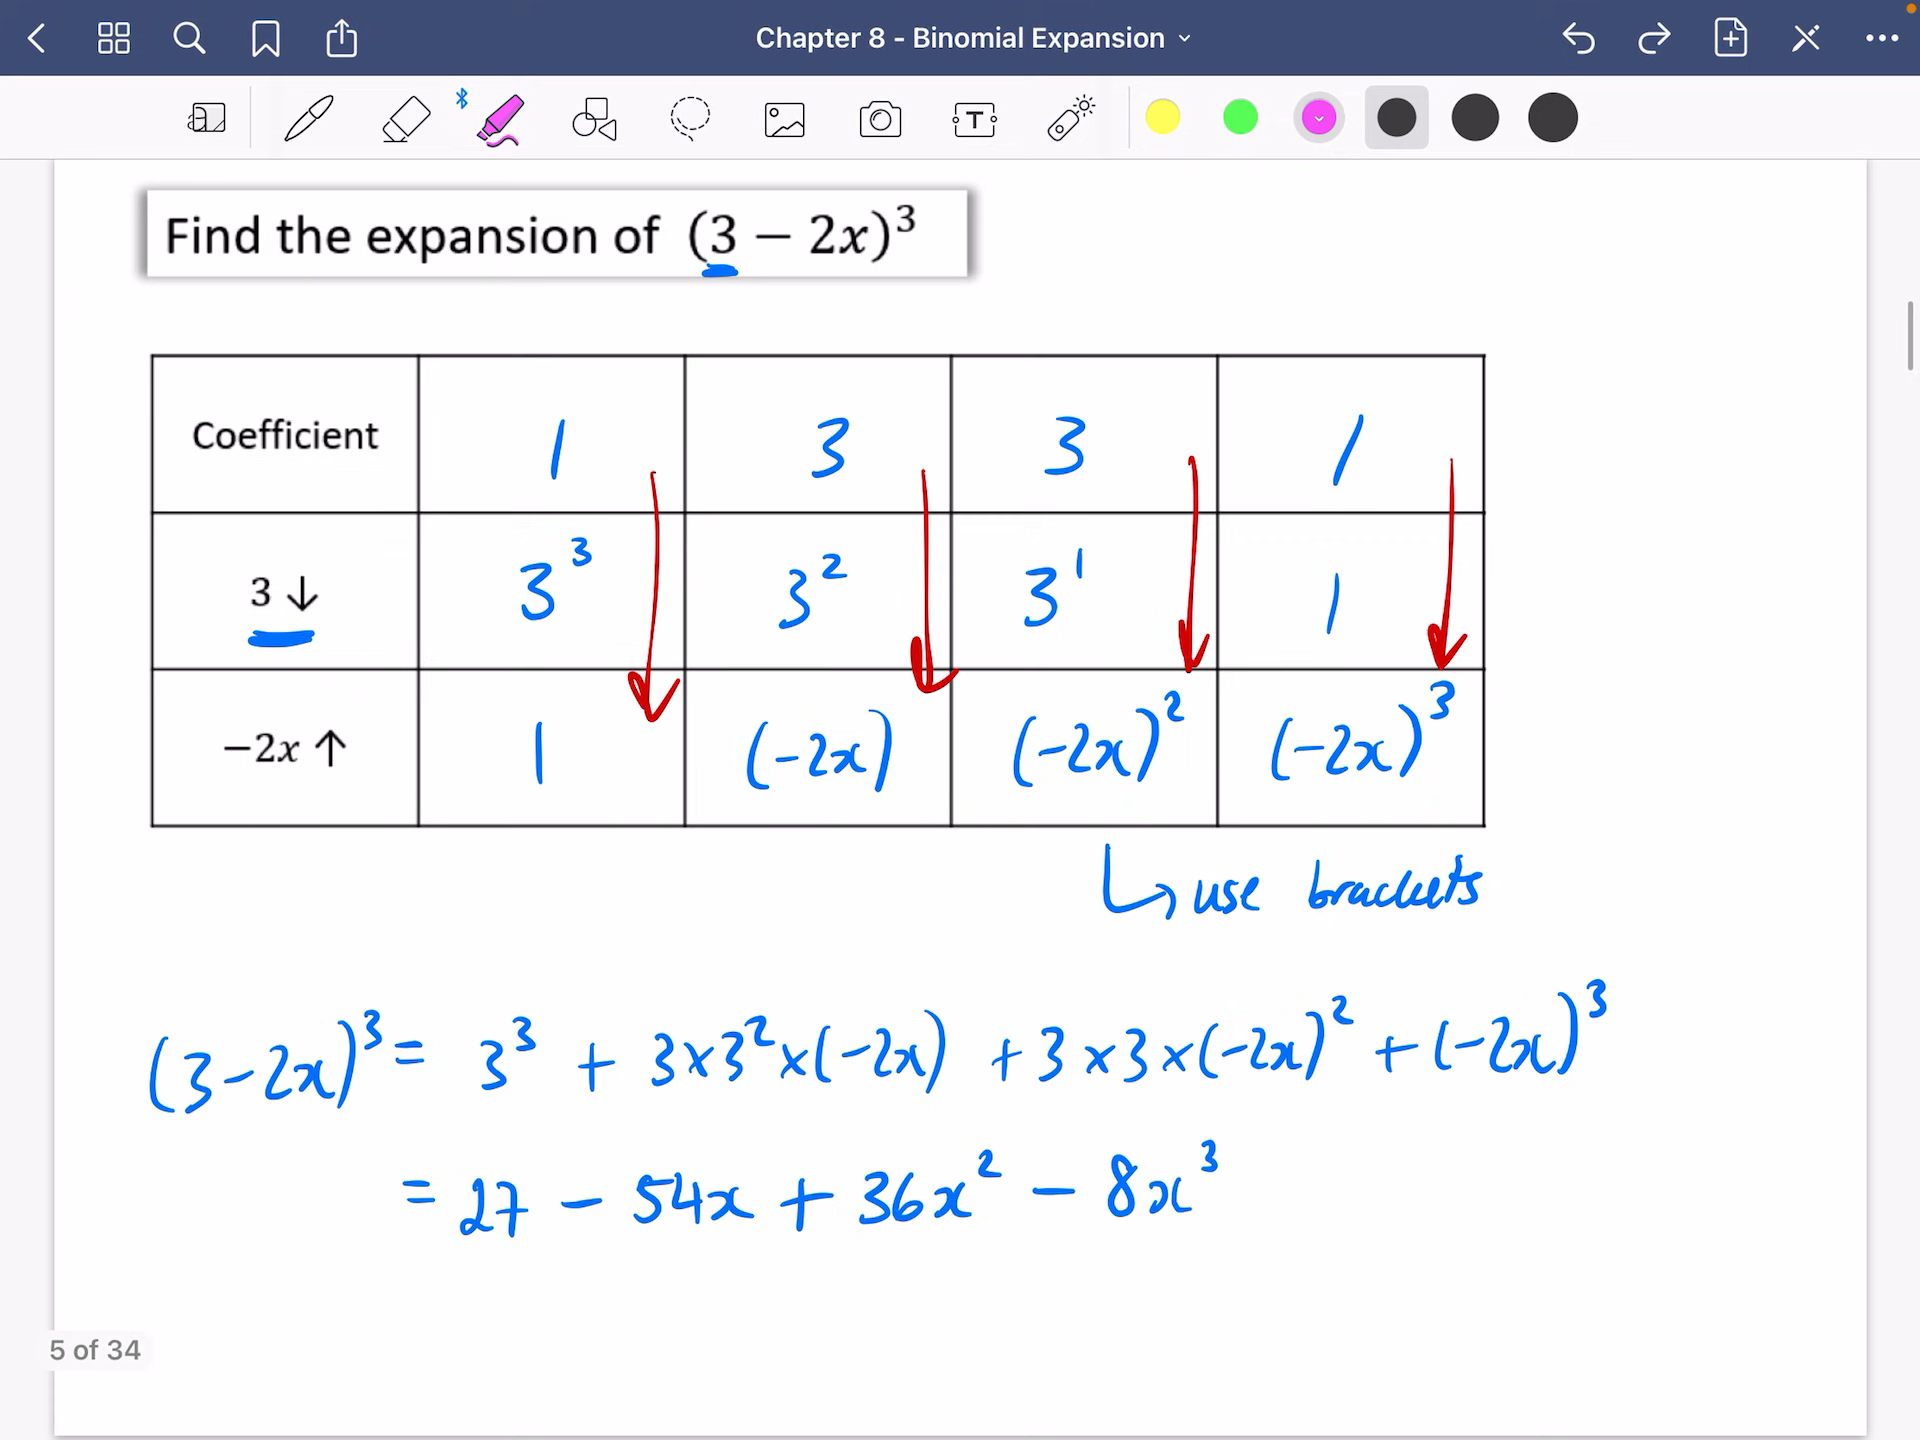 Chapter 8 - Binomial Expansion
Find the expansion of (3 − 2x)³
Coefficient 1 3 3 1
3 ↓ 3³ 3² 3¹ 1
−2x ↑ 1 (-2x) (-2x)² (-2x)³
↳ use brackets
(3-2x)³ = 3³ + 3×3²×(-2x) + 3×3×(-2x)² + (-2x)³
= 27 - 54x + 36x² - 8x³
5 of 34